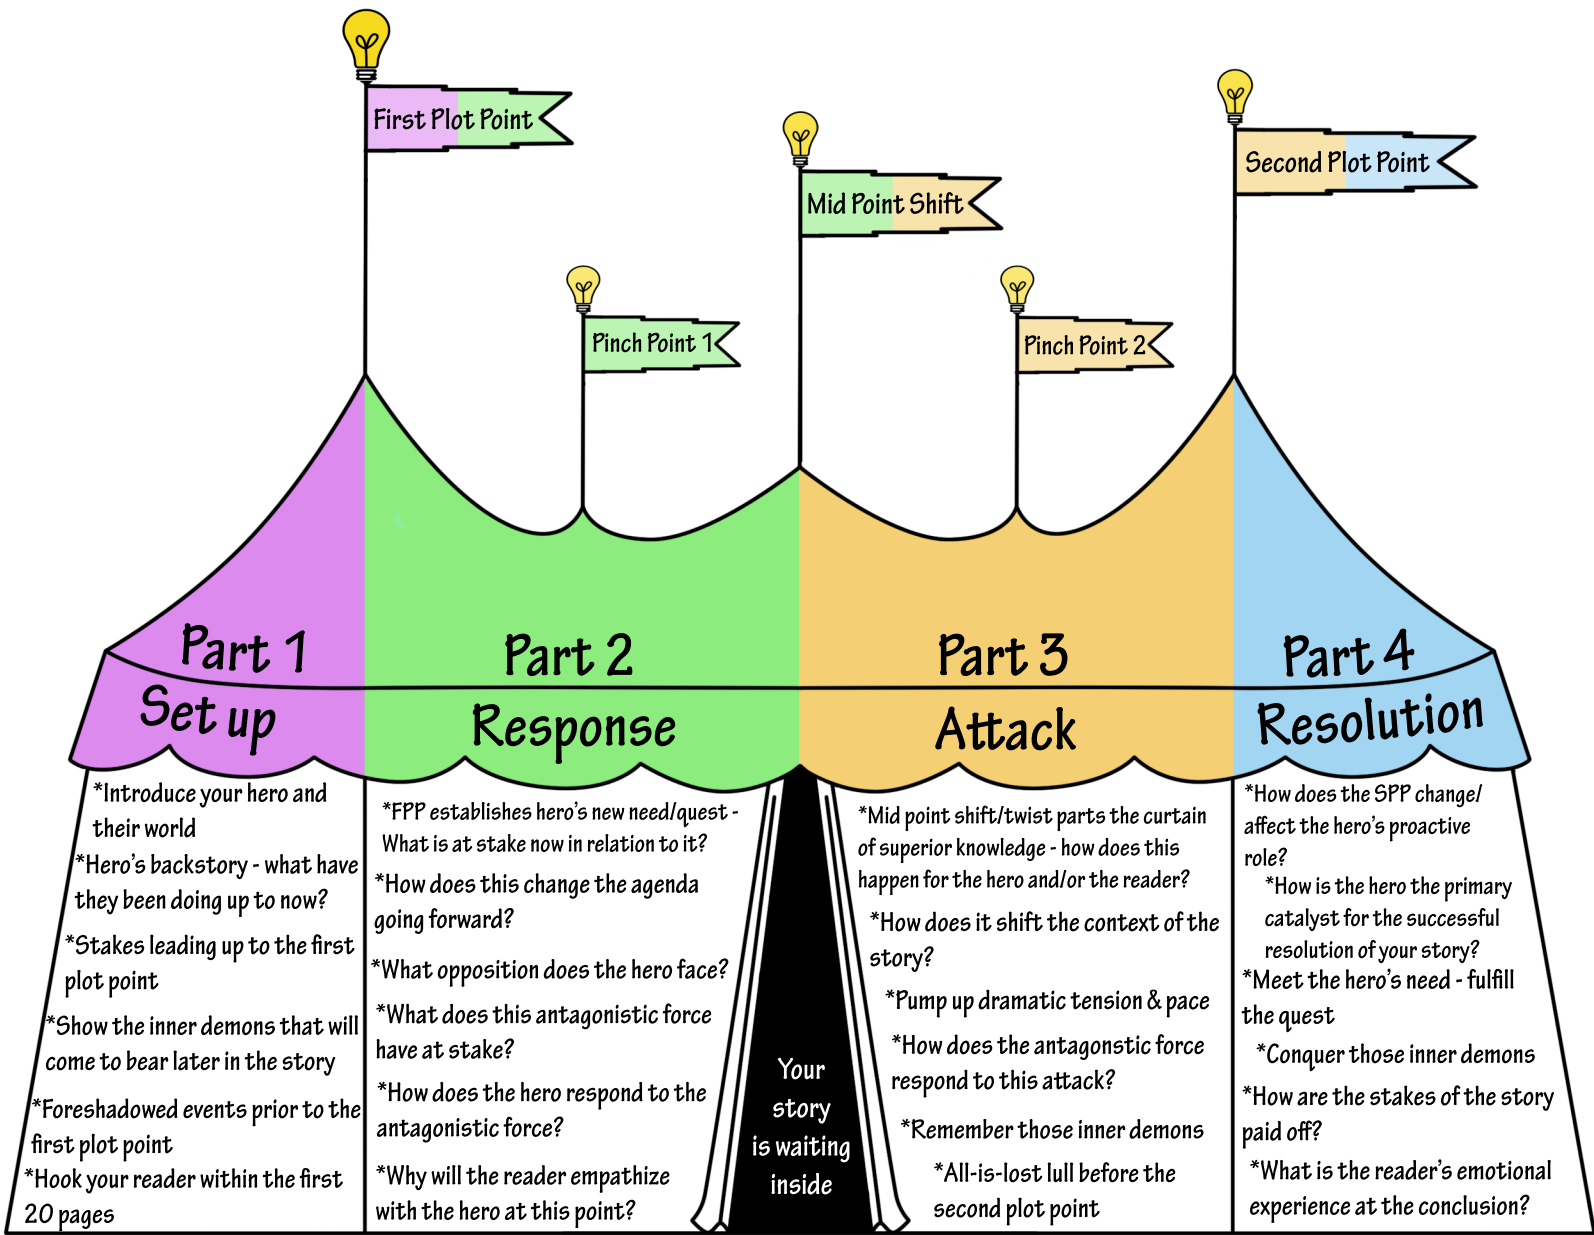 First Plot Point
Second Plot Point
Mid Point Shift
Pinch Point 1
Pinch Point 2
Part 1
Set up
Part 2
Response
Part 3
Attack
Part 4
Resolution
*Introduce your hero and
their world
*Hero's backstory - what have
they been doing up to now?
*Stakes leading up to the first
plot point
*Show the inner demons that will
come to bear later in the story
*Foreshadowed events prior to the
first plot point
*Hook your reader within the first
20 pages
*FPP establishes hero's new need/quest -
What is at stake now in relation to it?
*How does this change the agenda
going forward?
*What opposition does the hero face?
*What does this antagonistic force
have at stake?
*How does the hero respond to the
antagonistic force?
*Why will the reader empathize
with the hero at this point?
Your
story
is waiting
inside
*Mid point shift/twist parts the curtain
of superior knowledge - how does this
happen for the hero and/or the reader?
*How does it shift the context of the
story?
*Pump up dramatic tension & pace
*How does the antagonstic force
respond to this attack?
*Remember those inner demons
*All-is-lost lull before the
second plot point
*How does the SPP change/
affect the hero's proactive
role?
*How is the hero the primary
catalyst for the successful
resolution of your story?
*Meet the hero's need - fulfill
the quest
*Conquer those inner demons
*How are the stakes of the story
paid off?
*What is the reader's emotional
experience at the conclusion?